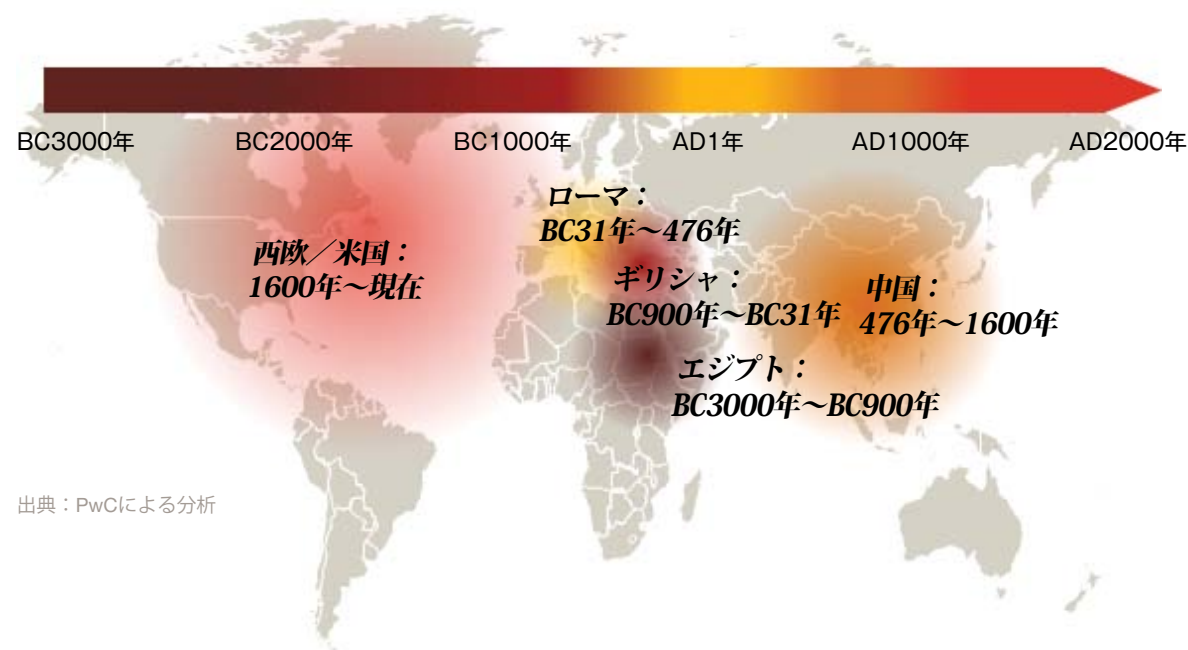 BC3000年 BC2000年 BC1000年 AD1年 AD1000年 AD2000年
ローマ：
BC31年～476年
西欧／米国：
1600年～現在
ギリシャ：
BC900年～BC31年
中国：
476年～1600年
エジプト：
BC3000年～BC900年
出典：PwCによる分析